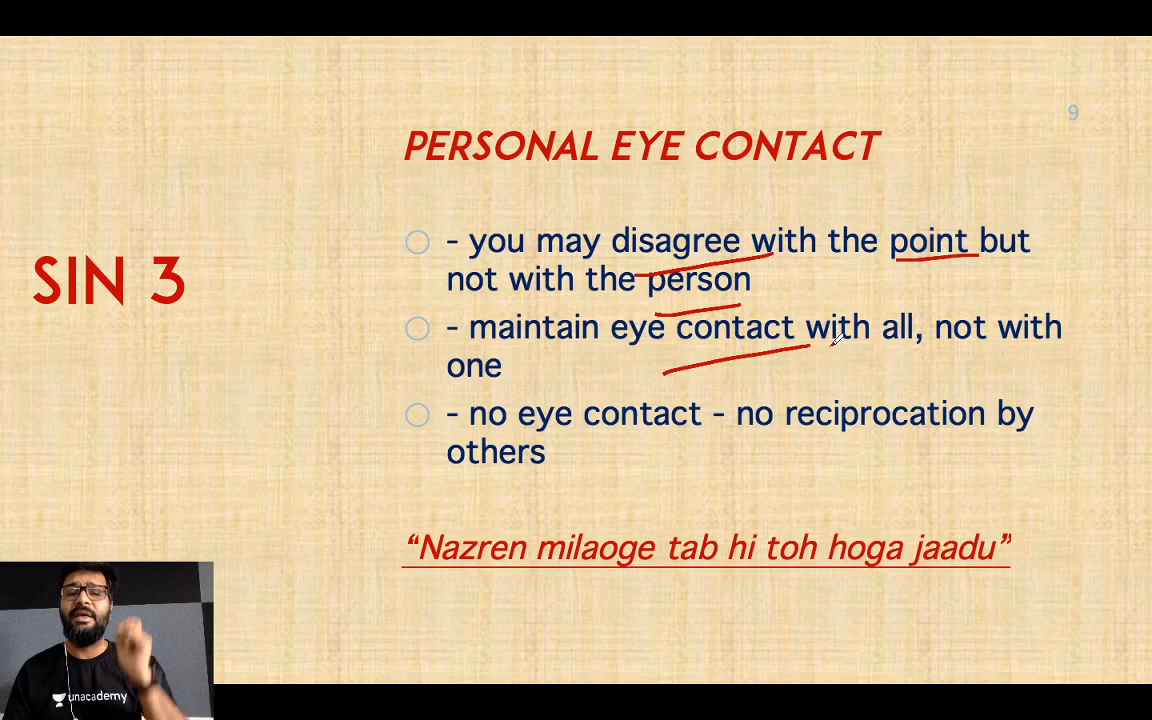 9
PERSONAL EYE CONTACT
SIN 3
- you may disagree with the point but
not with the person
- maintain eye contact with all, not with
one
- no eye contact - no reciprocation by
others
“Nazren milaoge tab hi toh hoga jaadu”
unacademy